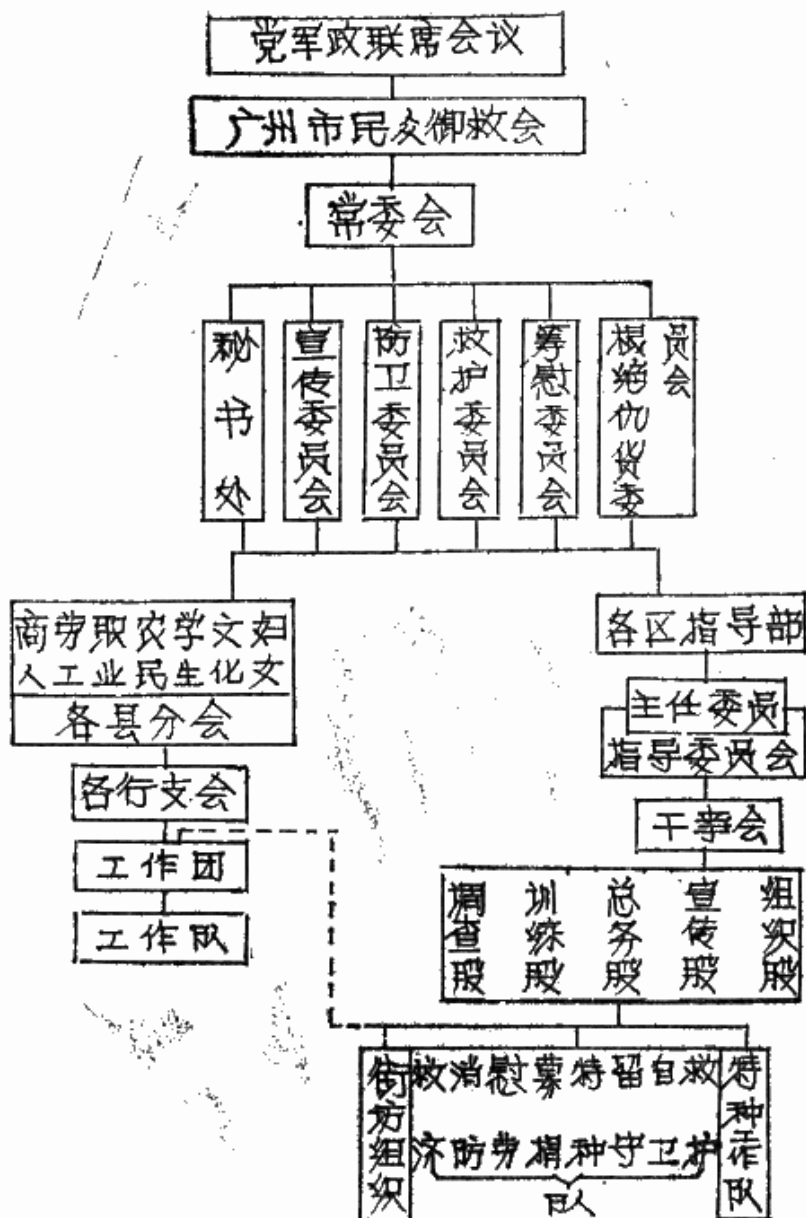 党军政联席会议
广州市民众御救会
常委会
秘书处
宣传委员会
防卫委员会
救护委员会
筹慰委员会
根绝仇货委
员会
商劳职农学文妇
人工业民生化女
各县分会
各行支会
工作团
工作队
各区指导部
主任委员
指导委员会
干事会
调查股
训练股
总务股
宣传股
组织股
街坊组织
救消慰募特留自救
济防劳捐种守卫护
队
特种工作队